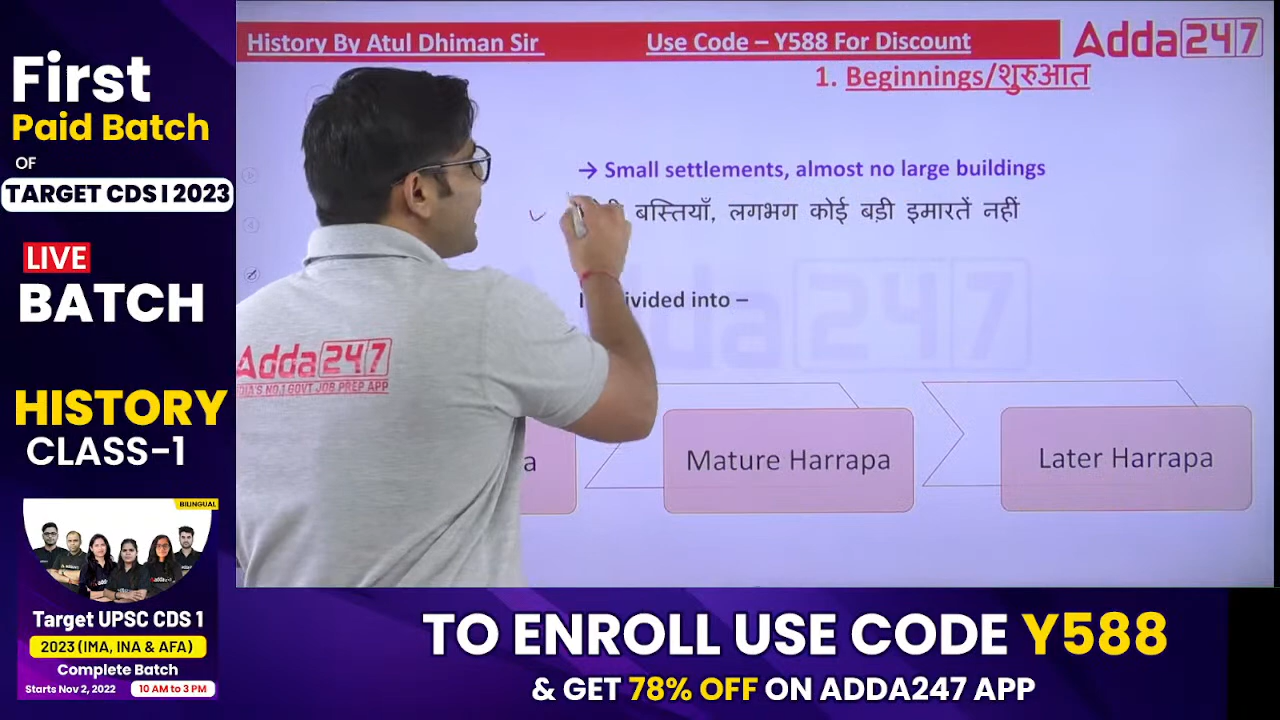 First
Paid Batch
OF
TARGET CDS I 2023
LIVE
BATCH
HISTORY
CLASS-1
BILINGUAL
Target UPSC CDS 1
2023 (IMA, INA & AFA)
Complete Batch
Starts Nov 2, 2022 10 AM to 3 PM
History By Atul Dhiman Sir Use Code – Y588 For Discount
Adda247
1. Beginnings/शुरुआत
→ Small settlements, almost no large buildings
बस्तियाँ, लगभग कोई बड़ी इमारतें नहीं
into –
Mature Harrapa
Later Harrapa
Adda247
Adda247
GOVT JOB PREP APP
TO ENROLL USE CODE Y588
& GET 78% OFF ON ADDA247 APP